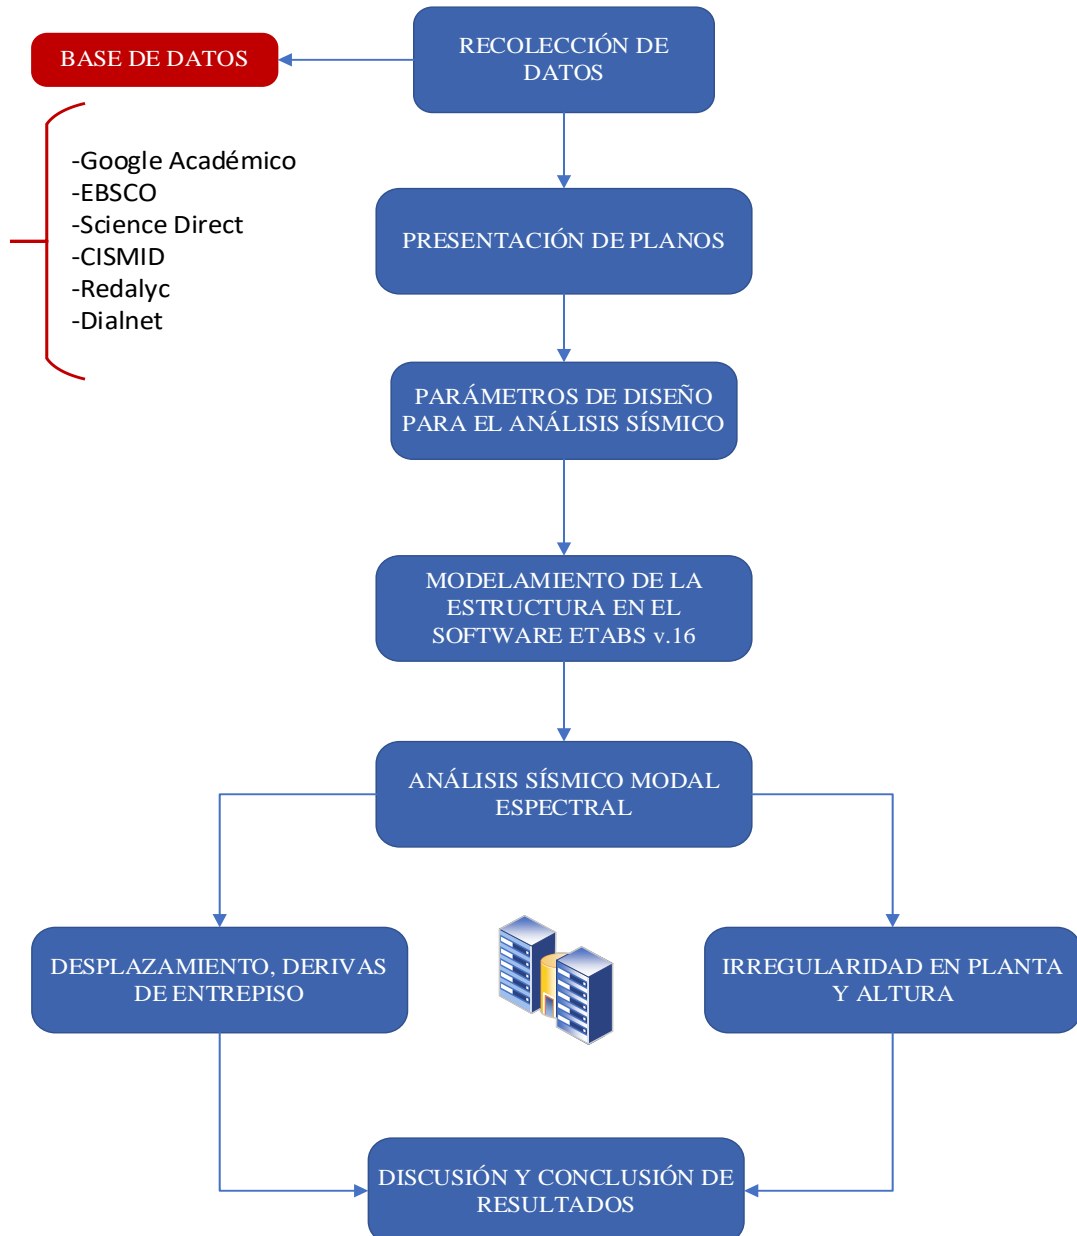 RECOLECCIÓN DE
DATOS
BASE DE DATOS
-Google Académico
-EBSCO
-Science Direct
-CISMID
-Redalyc
-Dialnet
PRESENTACIÓN DE PLANOS
PARÁMETROS DE DISEÑO
PARA EL ANÁLISIS SÍSMICO
MODELAMIENTO DE LA
ESTRUCTURA EN EL
SOFTWARE ETABS v.16
ANÁLISIS SÍSMICO MODAL
ESPECTRAL
DESPLAZAMIENTO, DERIVAS
DE ENTREPISO
IRREGULARIDAD EN PLANTA
Y ALTURA
DISCUSIÓN Y CONCLUSIÓN DE
RESULTADOS